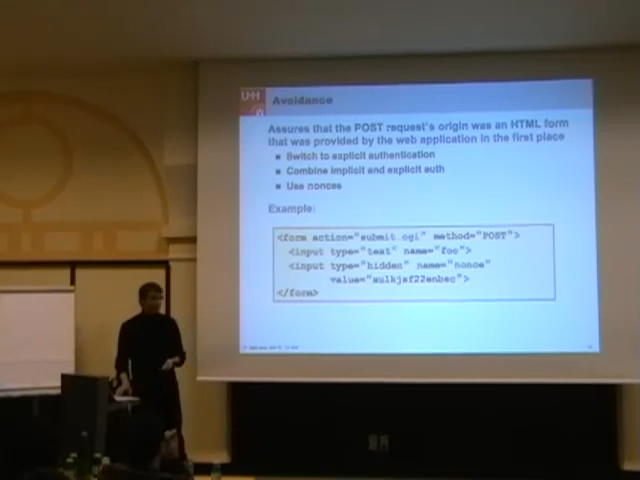 UHH
Avoidance
Assures that the POST request's origin was an HTML form
that was provided by the web application in the first place
Switch to explicit authentication
Combine implicit and explicit auth
Use nonces
Example:
<form action="submit.cgi" method="POST">
<input type="text" name="foo">
<input type="hidden" name="nonce"
</form>